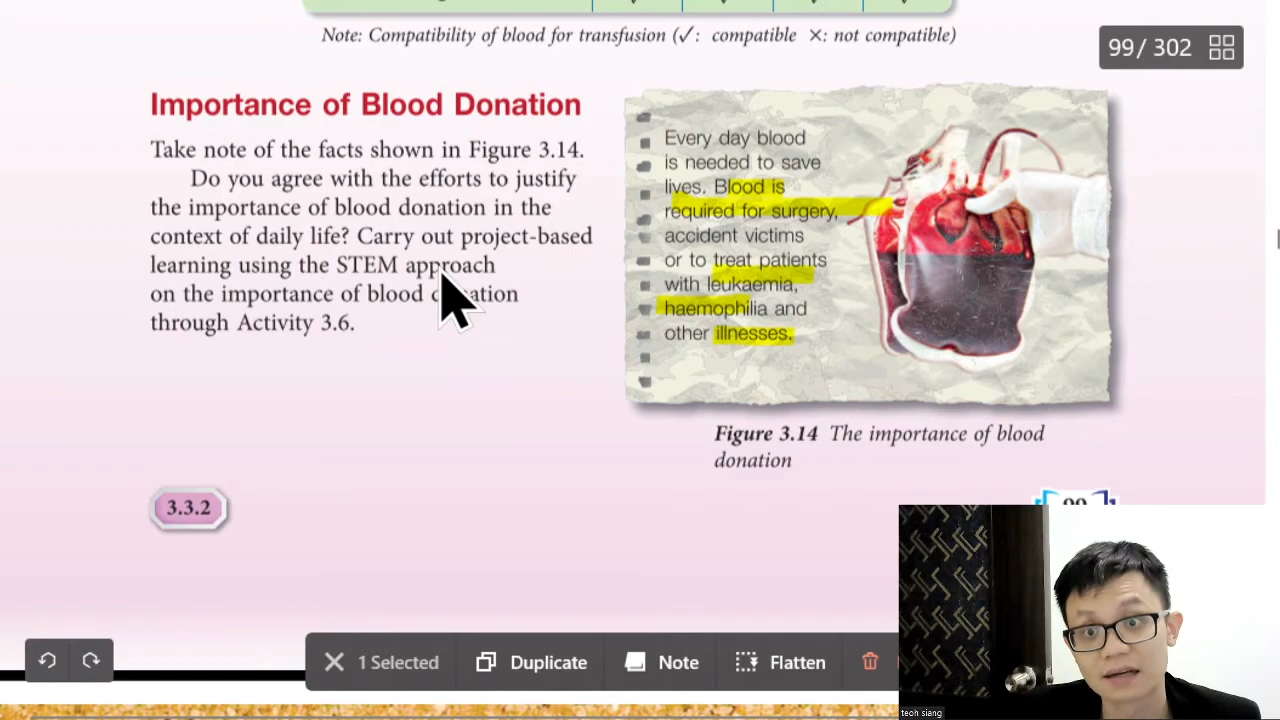 Note: Compatibility of blood for transfusion (✓: compatible ×: not compatible)
99 / 302
Importance of Blood Donation
Take note of the facts shown in Figure 3.14.
Do you agree with the efforts to justify
the importance of blood donation in the
context of daily life? Carry out project-based
learning using the STEM approach
on the importance of blood
through Activity 3.6.
Every day blood
is needed to save
lives. Blood is
required for surgery,
accident victims
or to treat patients
with leukaemia,
haemophilia and
other illnesses.
Figure 3.14 The importance of blood
donation
3.3.2
1 Selected
Duplicate
Note
Flatten
teoh siang